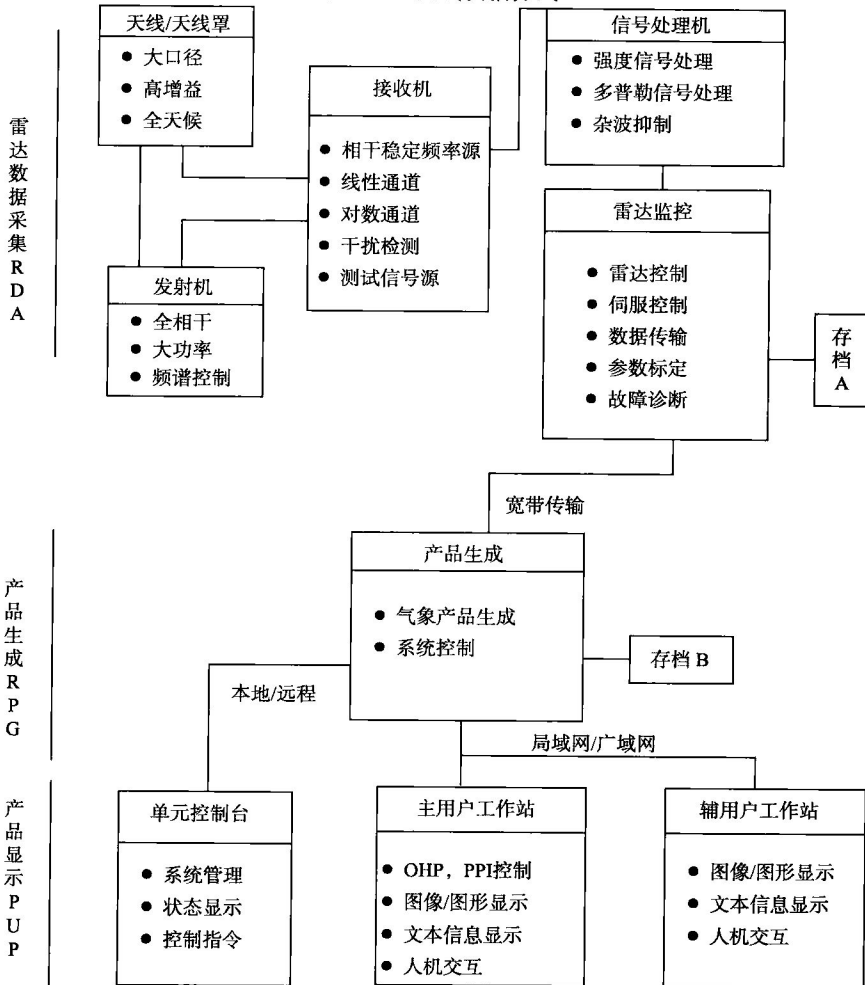 天线/天线罩
● 大口径
● 高增益
● 全天候
接收机
● 相干稳定频率源
● 线性通道
● 对数通道
● 干扰检测
● 测试信号源
信号处理机
● 强度信号处理
● 多普勒信号处理
● 杂波抑制
雷达数据采集RDA
发射机
● 全相干
● 大功率
● 频谱控制
雷达监控
● 雷达控制
● 伺服控制
● 数据传输
● 参数标定
● 故障诊断
存档A
宽带传输
产品生成RPG
产品生成
● 气象产品生成
● 系统控制
存档 B
本地/远程
局域网/广域网
产品显示PUP
单元控制台
● 系统管理
● 状态显示
● 控制指令
主用户工作站
● OHP，PPI控制
● 图像/图形显示
● 文本信息显示
● 人机交互
辅用户工作站
● 图像/图形显示
● 文本信息显示
● 人机交互